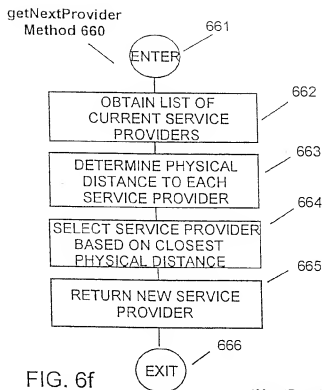 getNextProvider
Method 660
661
ENTER
662
OBTAIN LIST OF
CURRENT SERVICE
PROVIDERS
663
DETERMINE PHYSICAL
DISTANCE TO EACH
SERVICE PROVIDER
664
SELECT SERVICE PROVIDER
BASED ON CLOSEST
PHYSICAL DISTANCE
665
RETURN NEW SERVICE
PROVIDER
666
EXIT
FIG. 6f